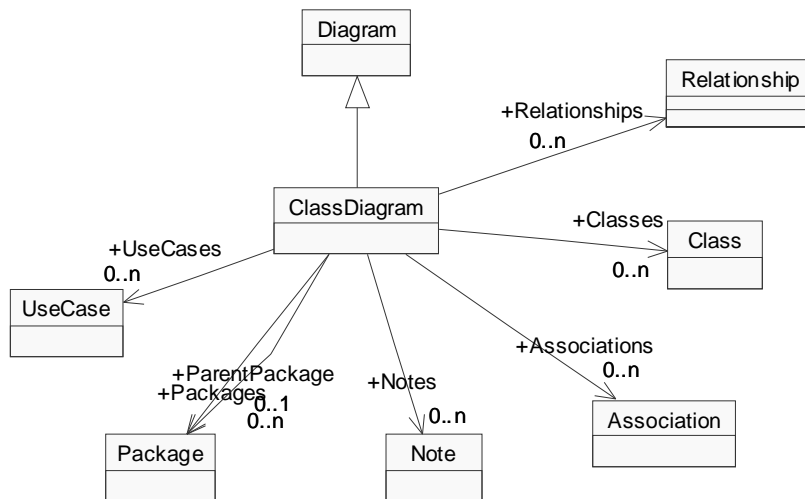 Diagram
Relationship
+Relationships
0..n
ClassDiagram
+Classes
Class
0..n
+UseCases
0..n
UseCase
+Associations
0..n
+ParentPackage
+Packages
0..1
0..n
+Notes
0..n
Association
Package
Note